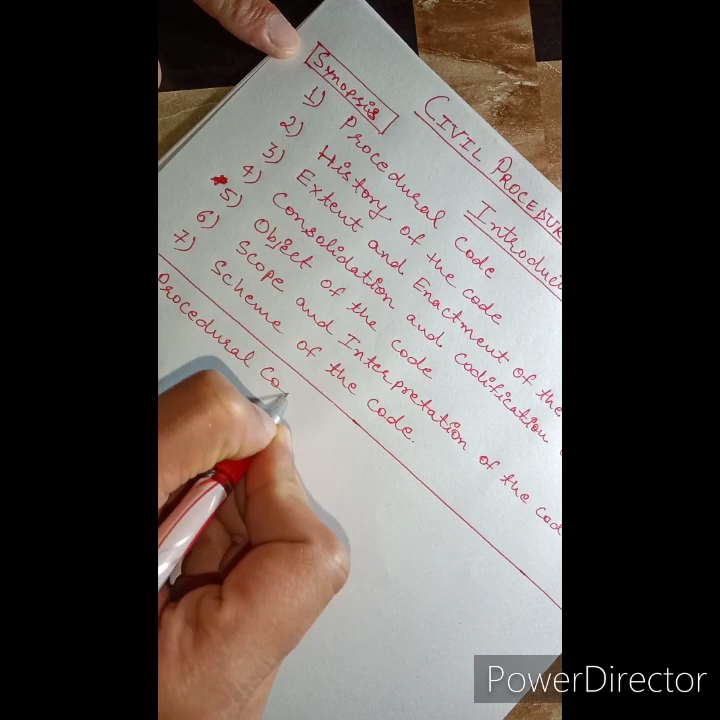 CIVIL PROCEDUR
Introducti
Synopsis
1) Procedural Code
2) History of the code
3) Extent and Enactment of the
4) Consolidation and codification
*5) Object of the code
6) Scope and Interpretation of the cod
7) Scheme of the code.
Procedural Co
PowerDirector